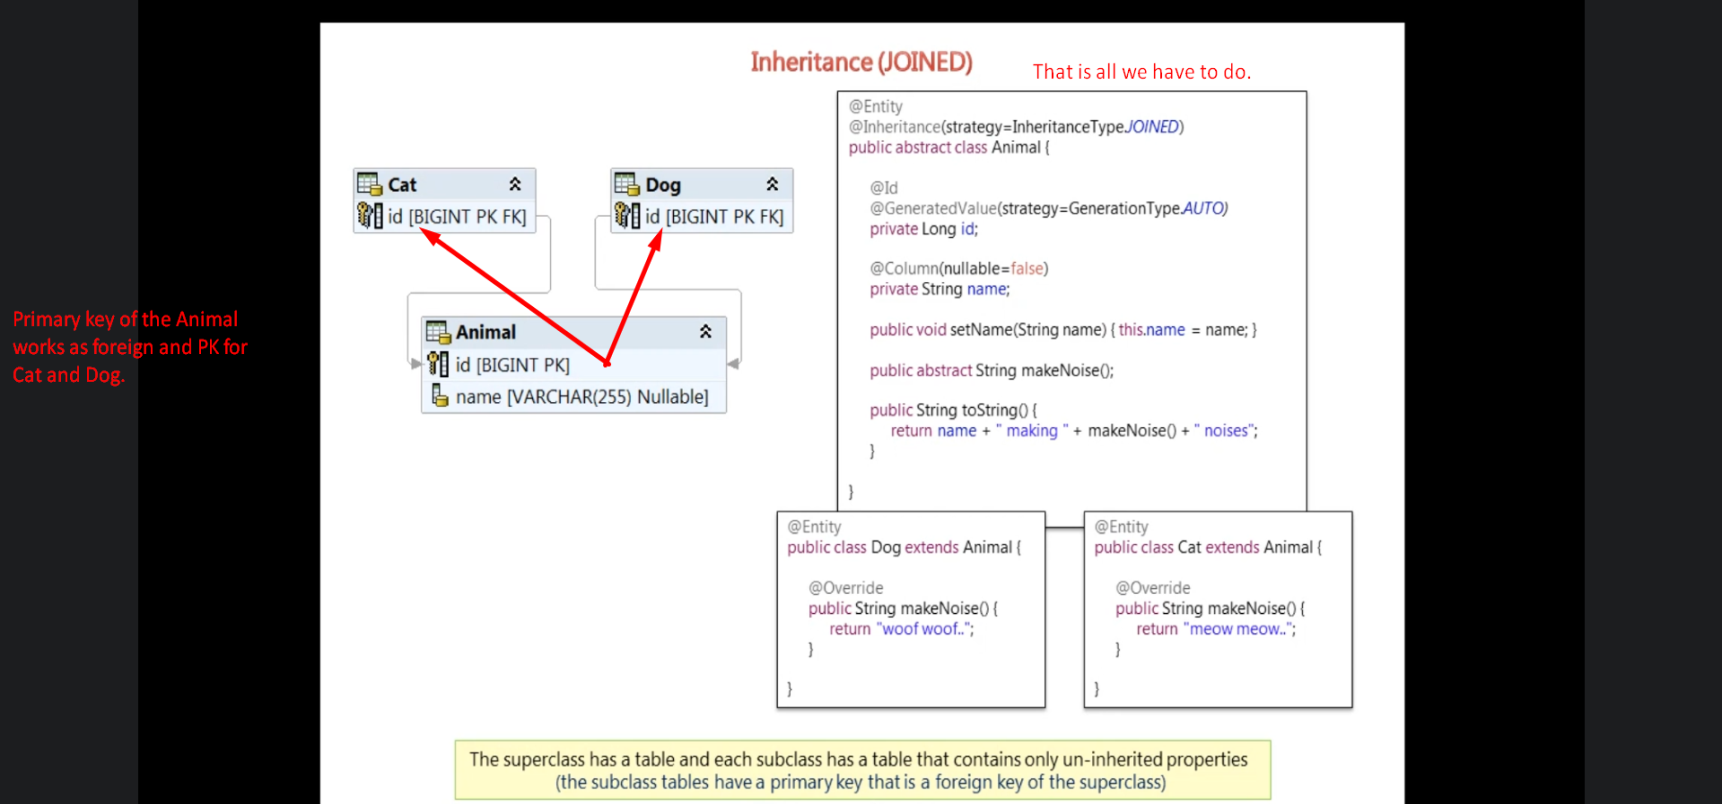 Inheritance (JOINED)
That is all we have to do.
Cat
id [BIGINT PK FK]
Dog
id [BIGINT PK FK]
Animal
id [BIGINT PK]
name [VARCHAR(255) Nullable]
Primary key of the Animal
works as foreign and PK for
Cat and Dog.
@Entity
@Inheritance(strategy=InheritanceType.JOINED)
public abstract class Animal {
@Id
@GeneratedValue(strategy=GenerationType.AUTO)
private Long id;
@Column(nullable=false)
private String name;
public void setName(String name) { this.name = name; }
public abstract String makeNoise();
public String toString() {
return name + " making " + makeNoise() + " noises";
}
}
@Entity
public class Dog extends Animal {
@Override
public String makeNoise() {
return "woof woof..";
}
}
@Entity
public class Cat extends Animal {
@Override
public String makeNoise() {
return "meow meow..";
}
}
The superclass has a table and each subclass has a table that contains only un-inherited properties
(the subclass tables have a primary key that is a foreign key of the superclass)